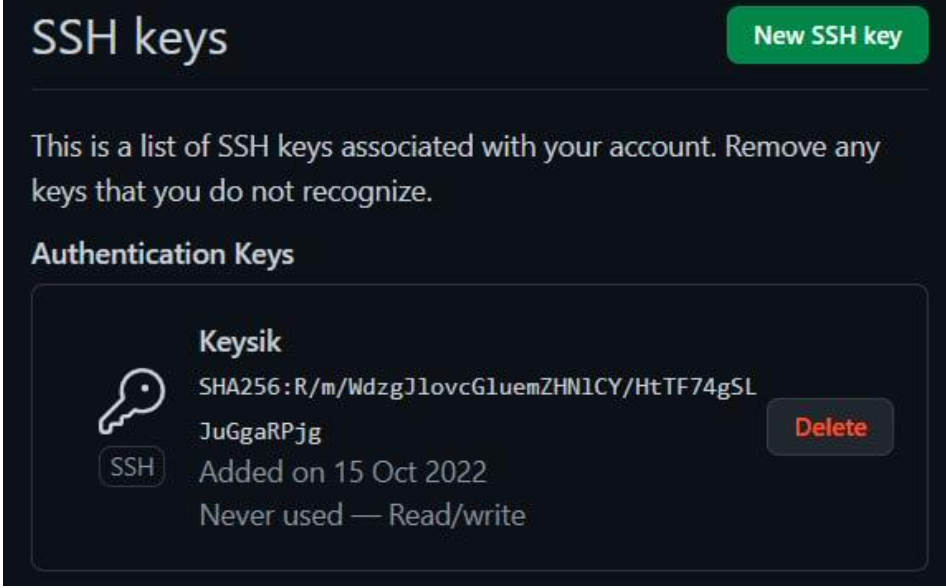 SSH keys
New SSH key
This is a list of SSH keys associated with your account. Remove any
keys that you do not recognize.
Authentication Keys
Keysik
SHA256:R/m/WdzgJlovcGluemZHNlCY/HtTF74gSL
JuGgaRPjg
SSH
Added on 15 Oct 2022
Never used — Read/write
Delete